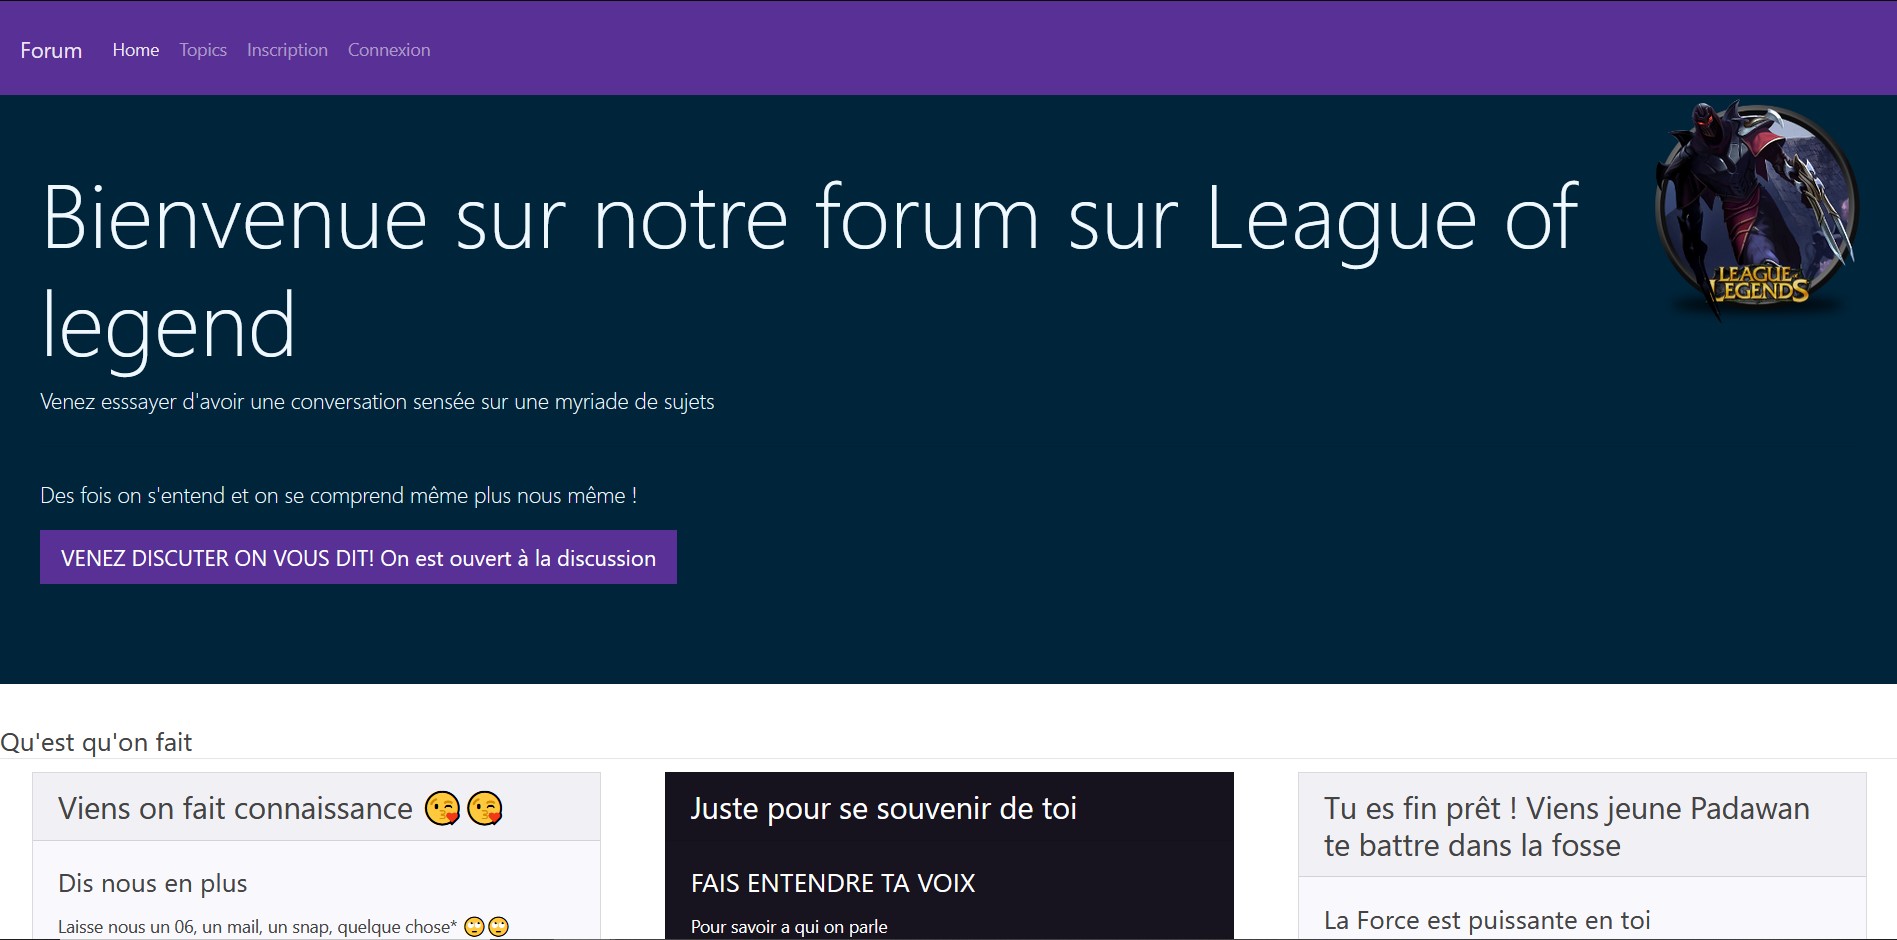 Forum Home Topics Inscription Connexion
Bienvenue sur notre forum sur League of
legend
LEAGUE of
LEGENDS
Venez esssayer d'avoir une conversation sensée sur une myriade de sujets
Des fois on s'entend et on se comprend même plus nous même !
VENEZ DISCUTER ON VOUS DIT! On est ouvert à la discussion
Qu'est qu'on fait
Viens on fait connaissance 😘😘
Dis nous en plus
Laisse nous un 06, un mail, un snap, quelque chose* 🙄🙄
Juste pour se souvenir de toi
FAIS ENTENDRE TA VOIX
Pour savoir a qui on parle
Tu es fin prêt ! Viens jeune Padawan
te battre dans la fosse
La Force est puissante en toi